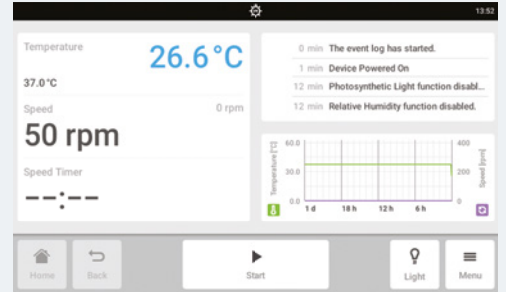 13:52
Temperature
26.6°C
37.0°C
Speed
0 rpm
50 rpm
Speed Timer
--:--
0 min The event log has started.
1 min Device Powered On
12 min Photosynthetic Light function disabl...
12 min Relative Humidity function disabled.
Temperature [°C]
60.0
30.0
0.0
1 d
18 h
12 h
6 h
400
200
0
Speed [rpm]
Home
Back
Start
Light
Menu